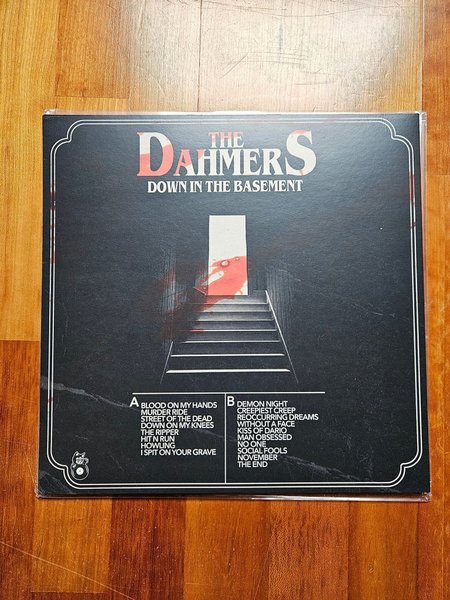 THE
DAHMERS
DOWN IN THE BASEMENT
A
BLOOD ON MY HANDS
MURDER RIDE
STREET OF THE DEAD
DOWN ON MY KNEES
THE RIPPER
HIT N RUN
HOWLING
I SPIT ON YOUR GRAVE
B
DEMON NIGHT
CREEPIEST CREEP
REOCCURRING DREAMS
WITHOUT A FACE
KISS OF DARIO
MAN OBSESSED
NO ONE
SOCIAL FOOLS
NOVEMBER
THE END